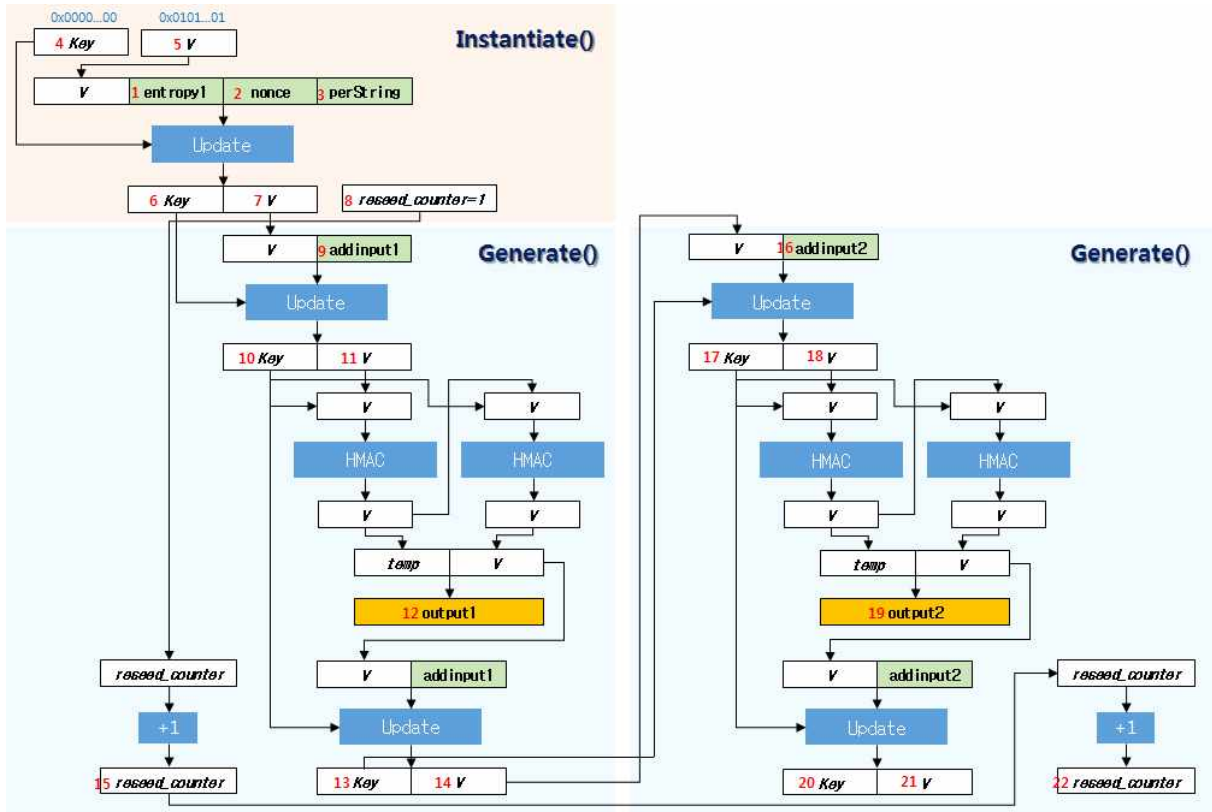 0x0000...00 0x0101...01
4 Key 5 V
Instantiate()
V 1 entropy1 2 nonce 3 perString
Update
6 Key 7 V 8 reseed_counter=1
Generate()
V 9 addinput1
Update
10 Key 11 V
V V
HMAC HMAC
V V
temp V
12 output1
reseed_counter
V addinput1
+1
Update
15 reseed_counter
13 Key 14 V
Generate()
V 16 addinput2
Update
17 Key 18 V
V V
HMAC HMAC
V V
temp V
19 output2
V addinput2
reseed_counter
Update
+1
20 Key 21 V
22 reseed_counter